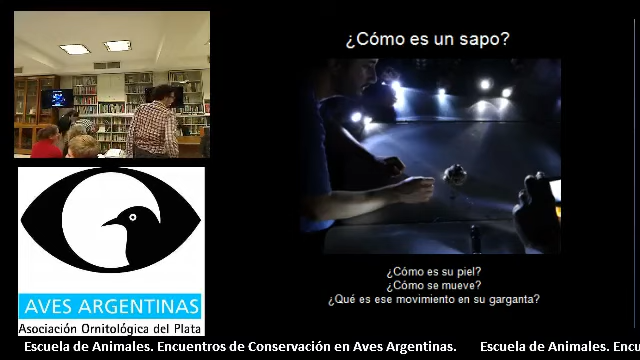 ¿Cómo es un sapo?
¿Cómo es su piel?
¿Cómo se mueve?
¿Qué es ese movimiento en su garganta?
AVES ARGENTINAS
Asociación Ornitológica del Plata
Escuela de Animales. Encuentros de Conservación en Aves Argentinas. Escuela de Animales. Encu